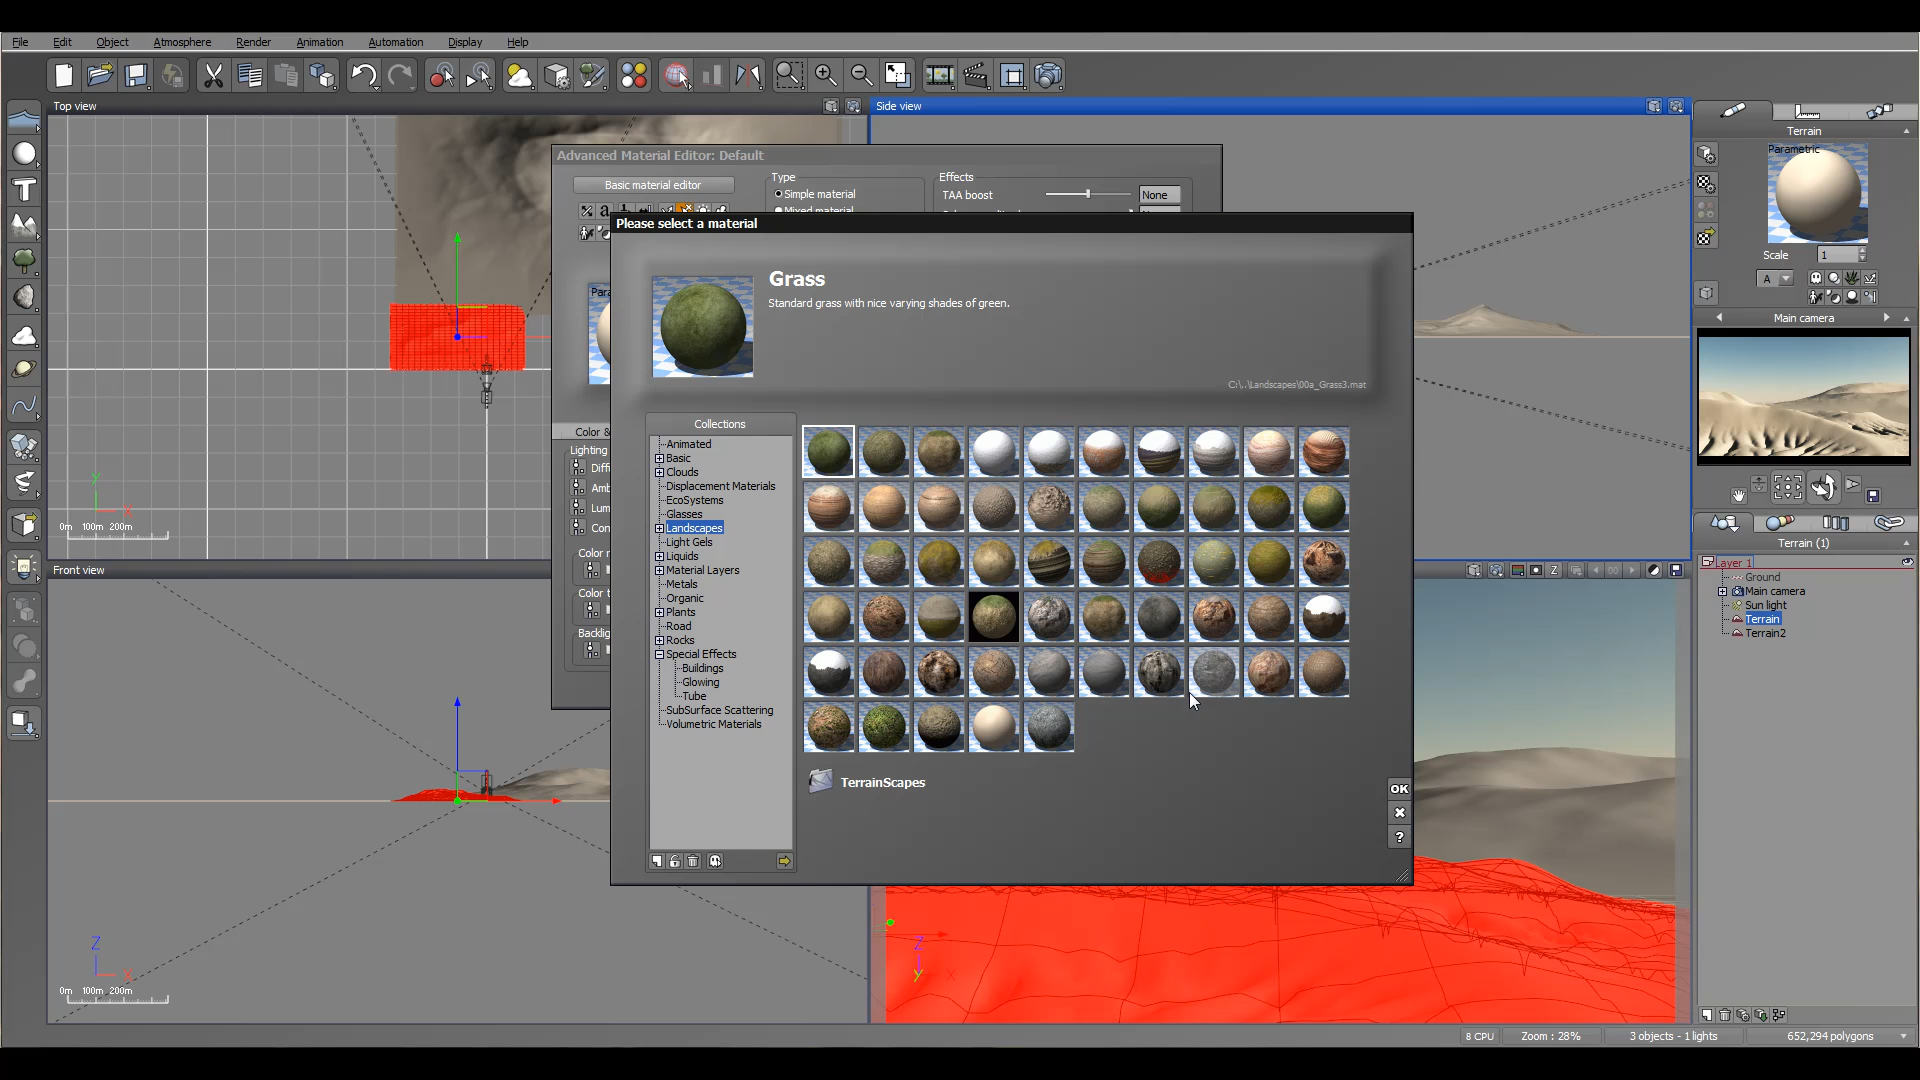 File Edit Object Atmosphere Render Animation Automation Display Help
Top view
Side view
Terrain
Parametric
Scale 1
A
Main camera
Advanced Material Editor: Default
Basic material editor
Type
Simple material
Effects
TAA boost
None
Please select a material
Grass
Standard grass with nice varying shades of green.
C:\..\Landscapes\00a_Grass3.mat
Color &
Lighting
Color
Backlig
Collections
Animated
Basic
Clouds
Displacement Materials
EcoSystems
Glasses
Landscapes
Light Gels
Liquids
Material Layers
Metals
Organic
Plants
Road
Rocks
Special Effects
Buildings
Glowing
Tube
SubSurface Scattering
Volumetric Materials
TerrainScapes
OK
?
Y
X
0m 100m 200m
Front view
Z
X
0m 100m 200m
Z
Y
X
Terrain (1)
Layer 1
Ground
Main camera
Sun light
Terrain
Terrain2
8 CPU
Zoom : 28%
3 objects - 1 lights
652,294 polygons